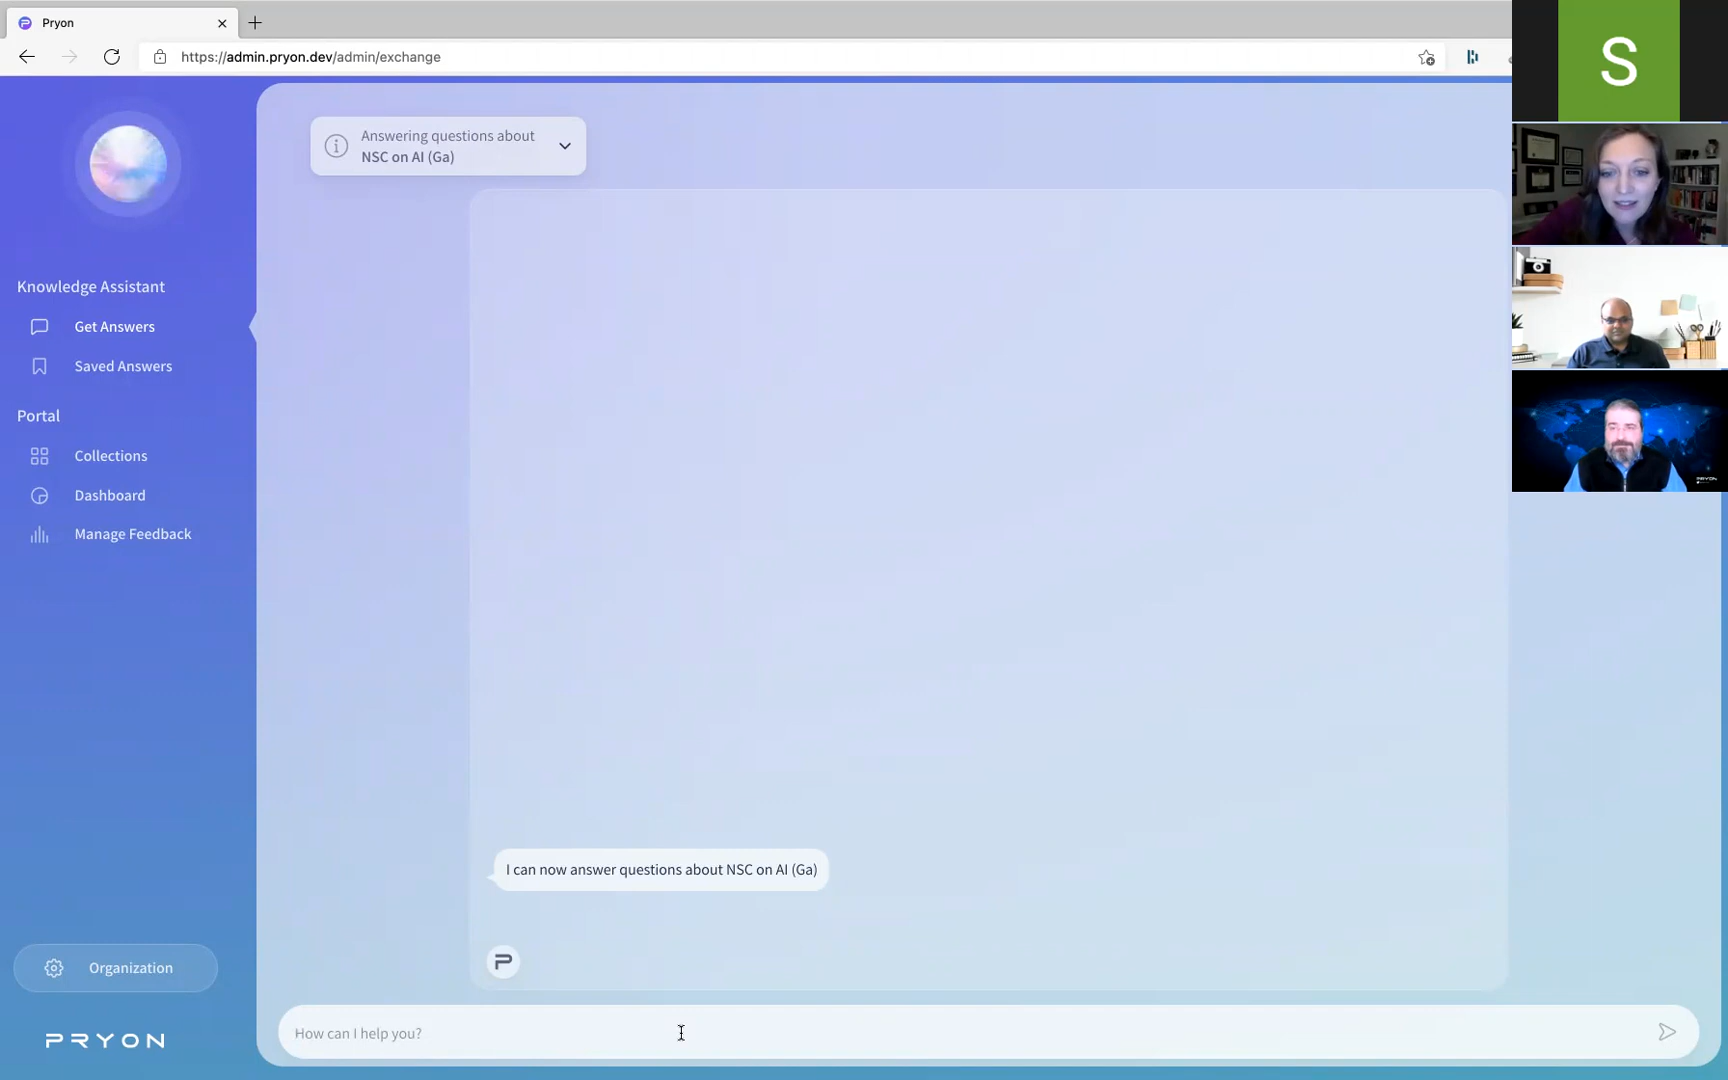 Pryon
https://admin.pryon.dev/admin/exchange
S
Answering questions about
NSC on AI (Ga)
Knowledge Assistant
Get Answers
Saved Answers
Portal
Collections
Dashboard
Manage Feedback
I can now answer questions about NSC on AI (Ga)
Organization
PRYON
How can I help you?
PRYON